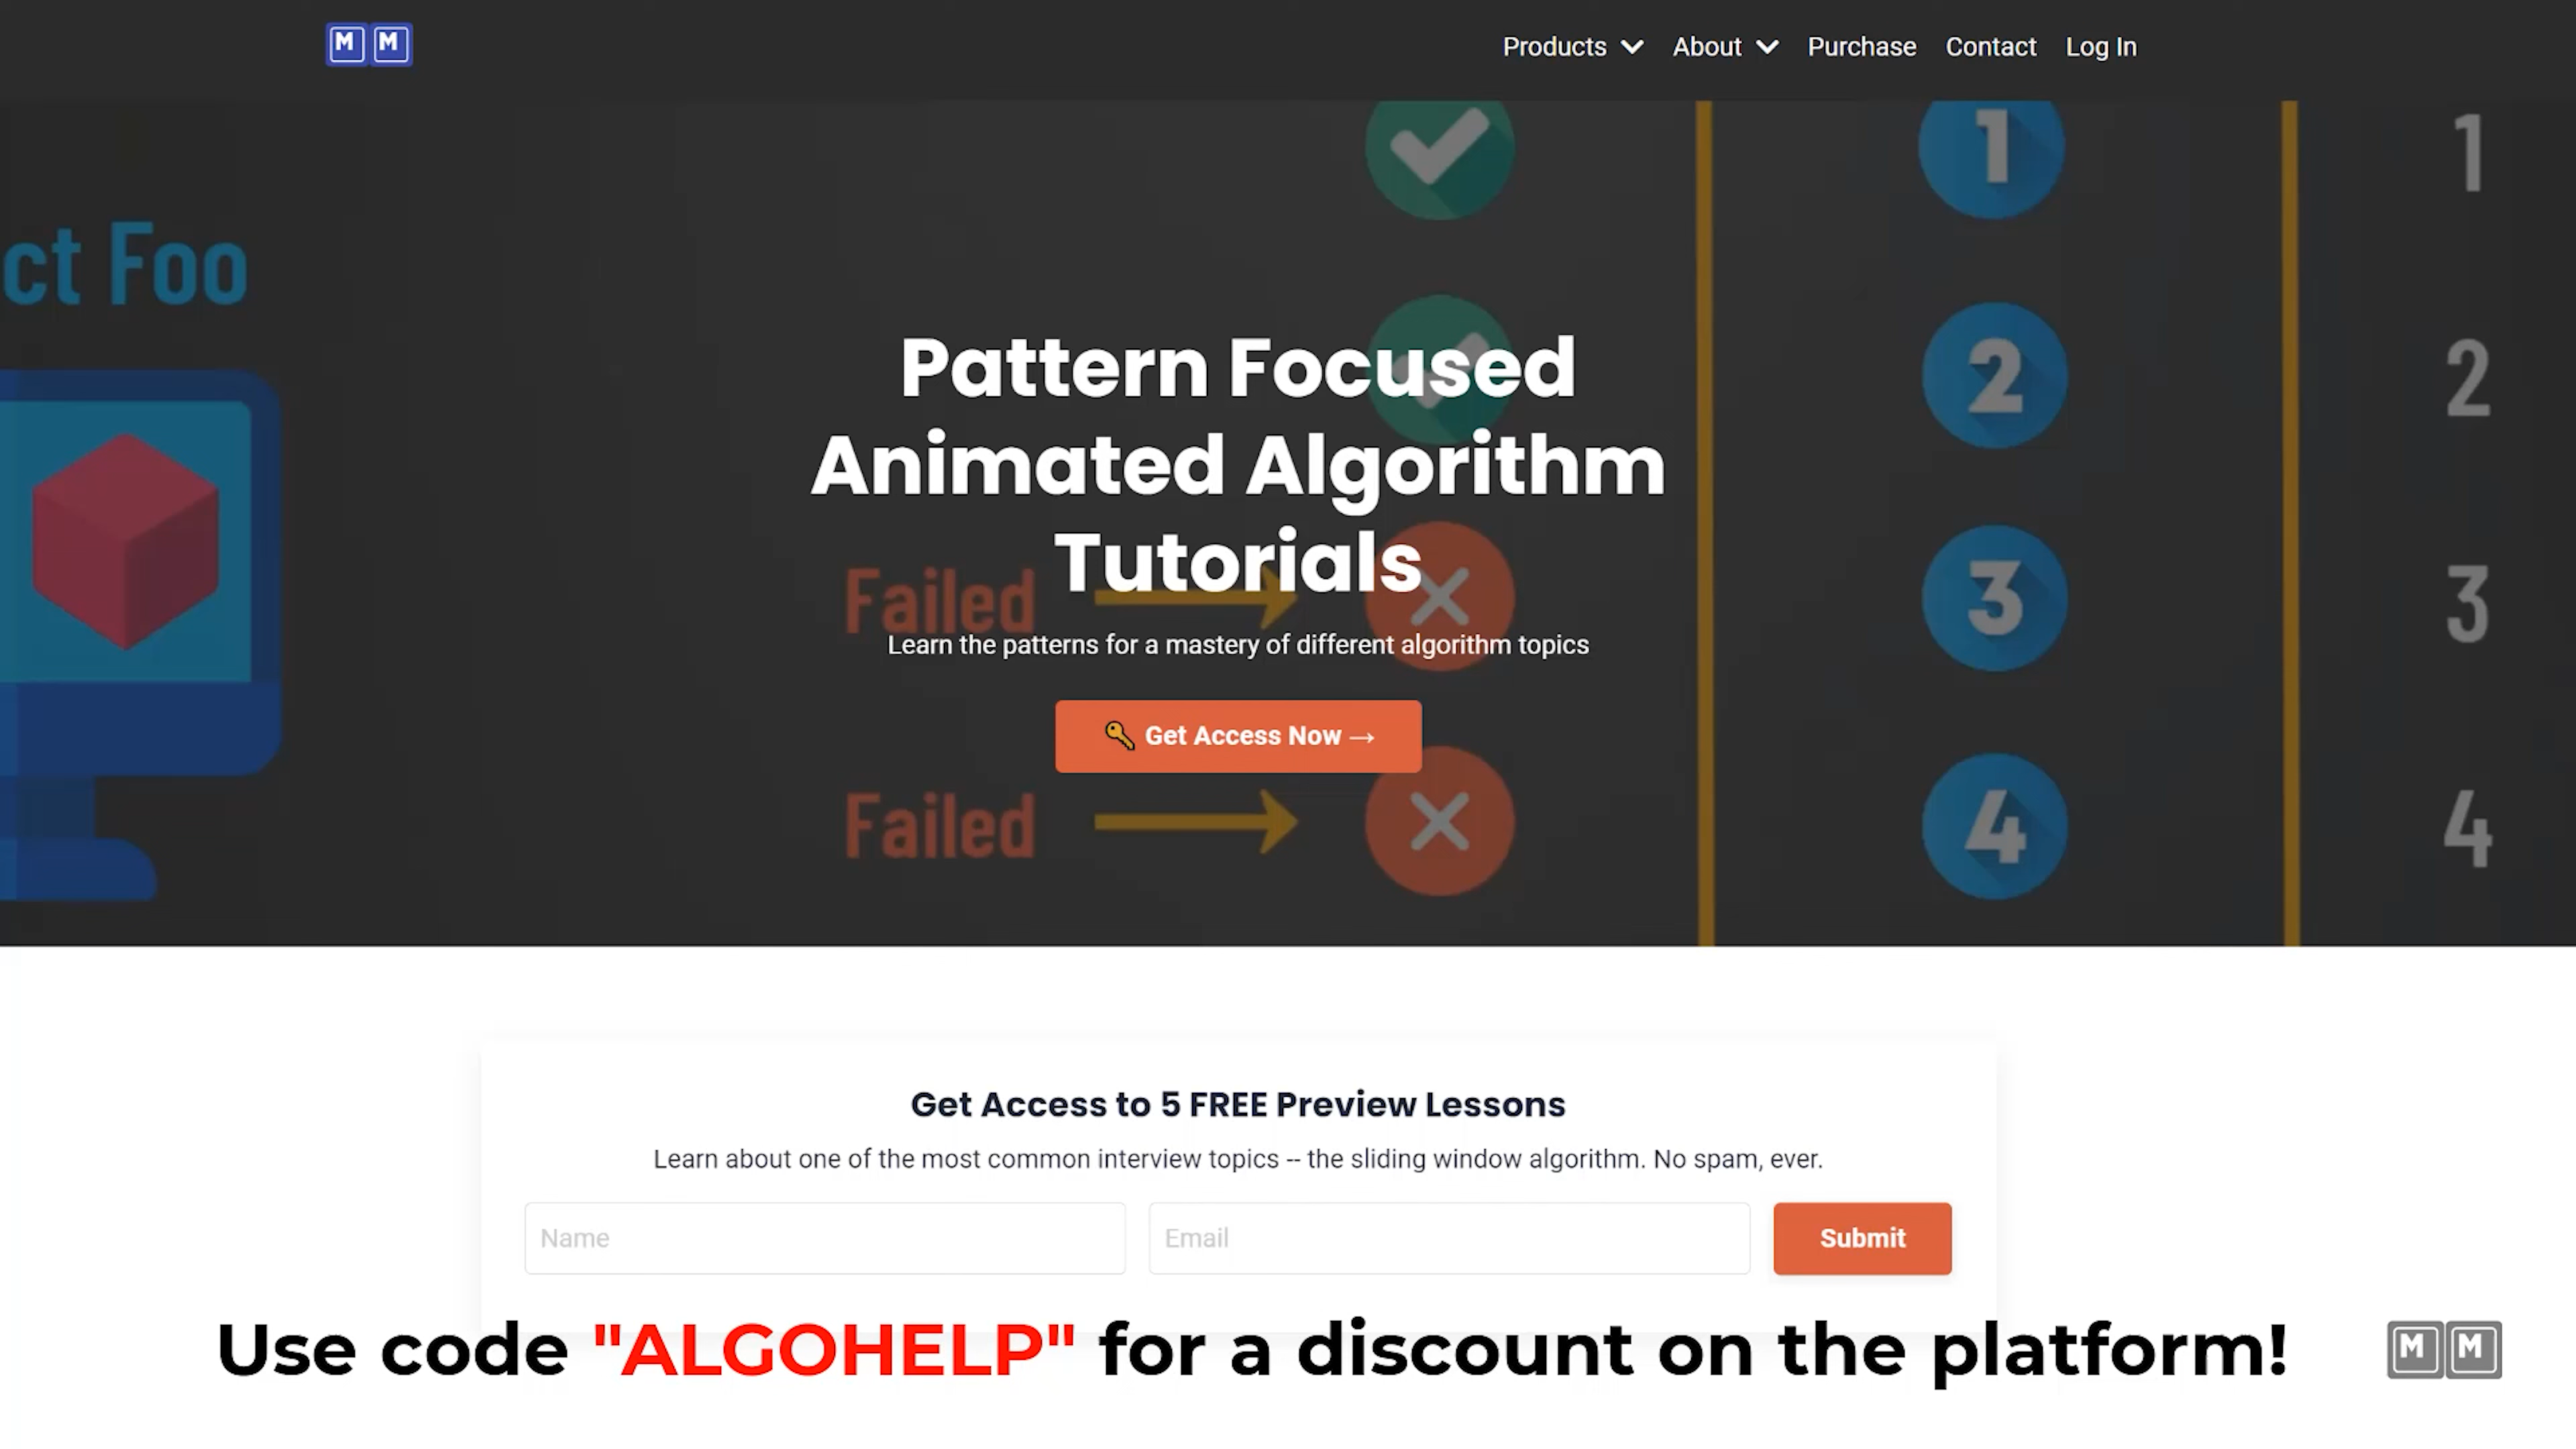 M M
Products About Purchase Contact Log In
1 1
ct Foo
2 2
Pattern Focused
Animated Algorithm
Tutorials
Failed 3 3
Learn the patterns for a mastery of different algorithm topics
Get Access Now →
Failed 4 4
Get Access to 5 FREE Preview Lessons
Learn about one of the most common interview topics -- the sliding window algorithm. No spam, ever.
Name Email Submit
Use code "ALGOHELP" for a discount on the platform!
M M